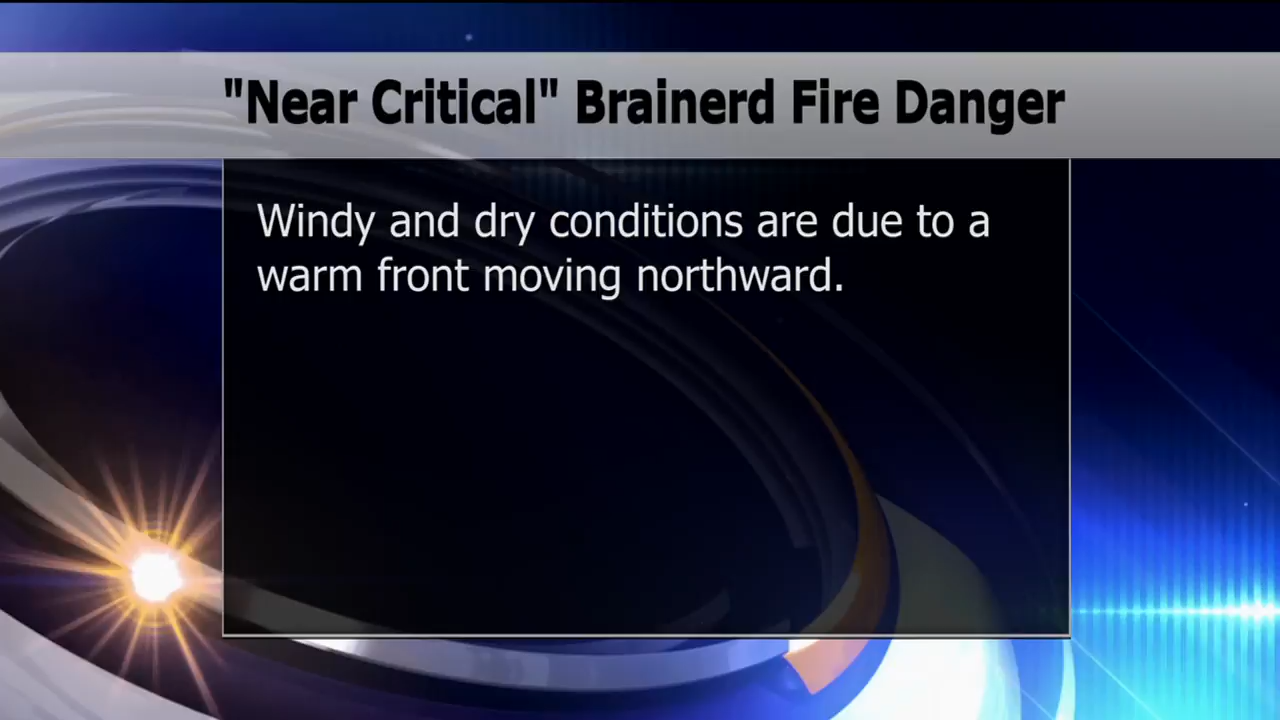 "Near Critical" Brainerd Fire Danger
Windy and dry conditions are due to a
warm front moving northward.